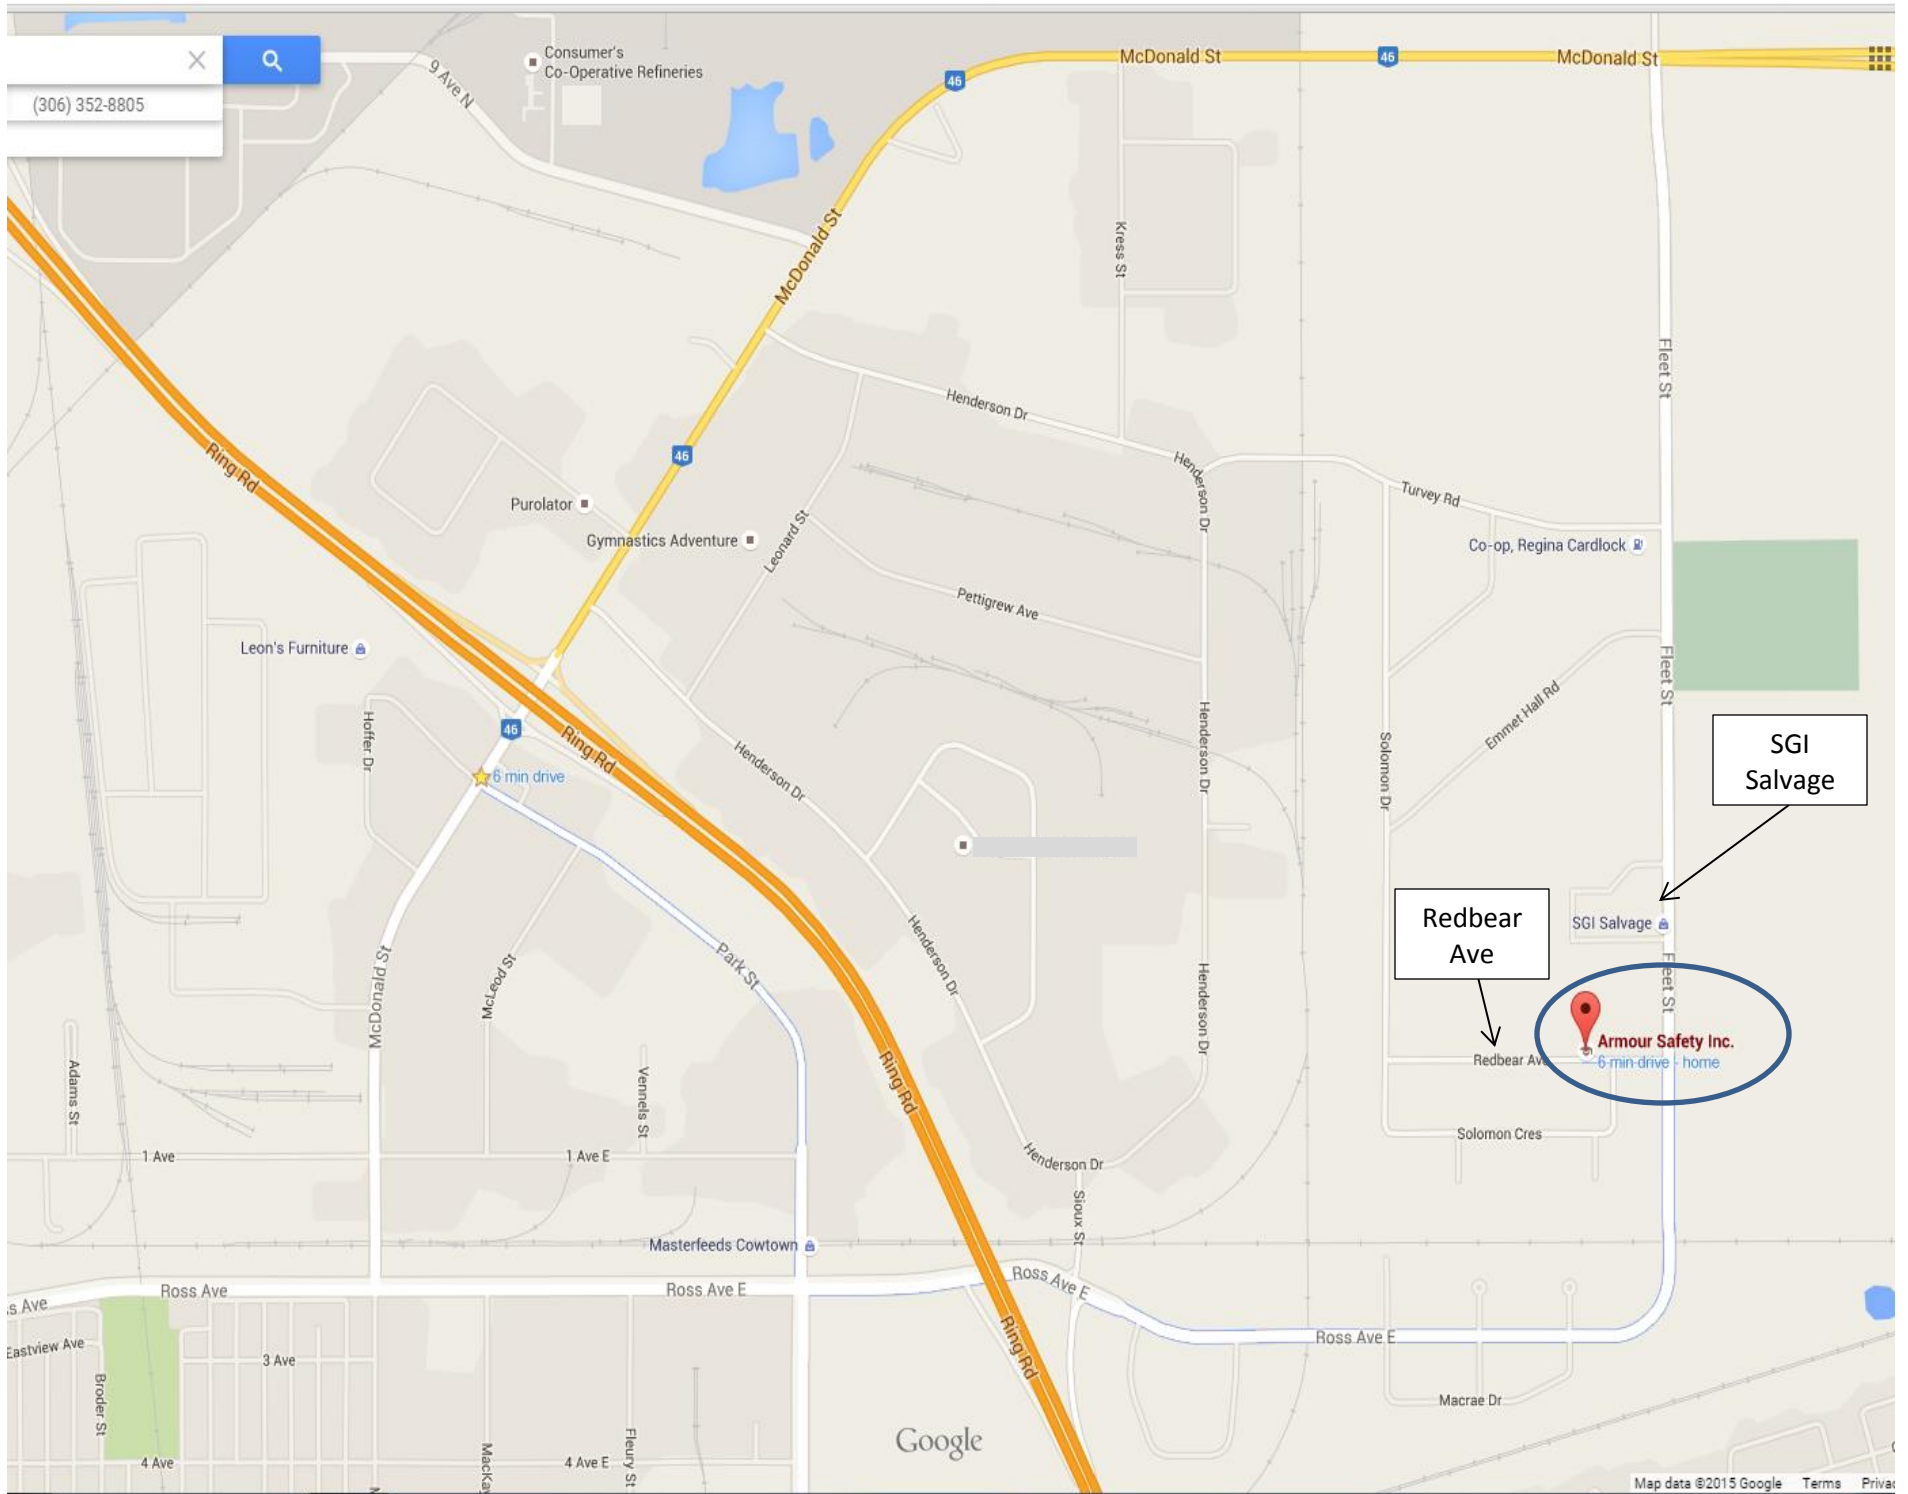 (306) 352-8805
Consumer's
Co-Operative Refineries
9 Ave N
46
McDonald St
46
McDonald St
McDonald St
Kress St
Fleet St
Henderson Dr
Ring Rd
46
Henderson Dr
Turvey Rd
Purolator
Gymnastics Adventure
Leonard St
Co-op, Regina Cardlock
Pettigrew Ave
Leon's Furniture
Fleet St
Emmet Hall Rd
Hoffer Dr
46
Ring Rd
Henderson Dr
Henderson Dr
Solomon Dr
SGI
Salvage
6 min drive
Redbear
Ave
SGI Salvage
Henderson Dr
Park St
McDonald St
McLeod St
Henderson Dr
Fleet St
Armour Safety Inc.
Redbear Ave
6 min drive - home
Adams St
Vennels St
Ring Rd
Solomon Cres
1 Ave
1 Ave E
Henderson Dr
Sioux St
Masterfeeds Cowtown
Ross Ave E
Ross Ave
Ross Ave E
s Ave
Eastview Ave
Ring Rd
Ross Ave E
3 Ave
Broder St
Macrae Dr
Google
4 Ave
MacKay
4 Ave E
Fleury St
Map data ©2015 Google
Terms
Privac